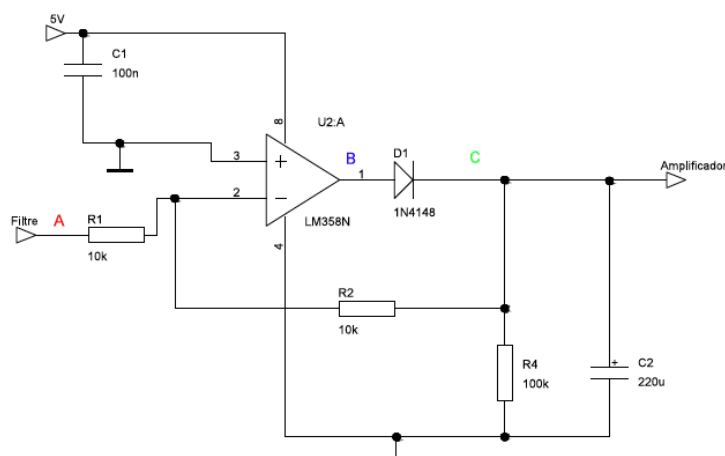 5V
C1
100n
U2:A
8
B
D1
C
Amplificador
3
+
1
2
−
LM358N
1N4148
Filtre
A
R1
10k
4
R2
10k
R4
100k
+
C2
220u